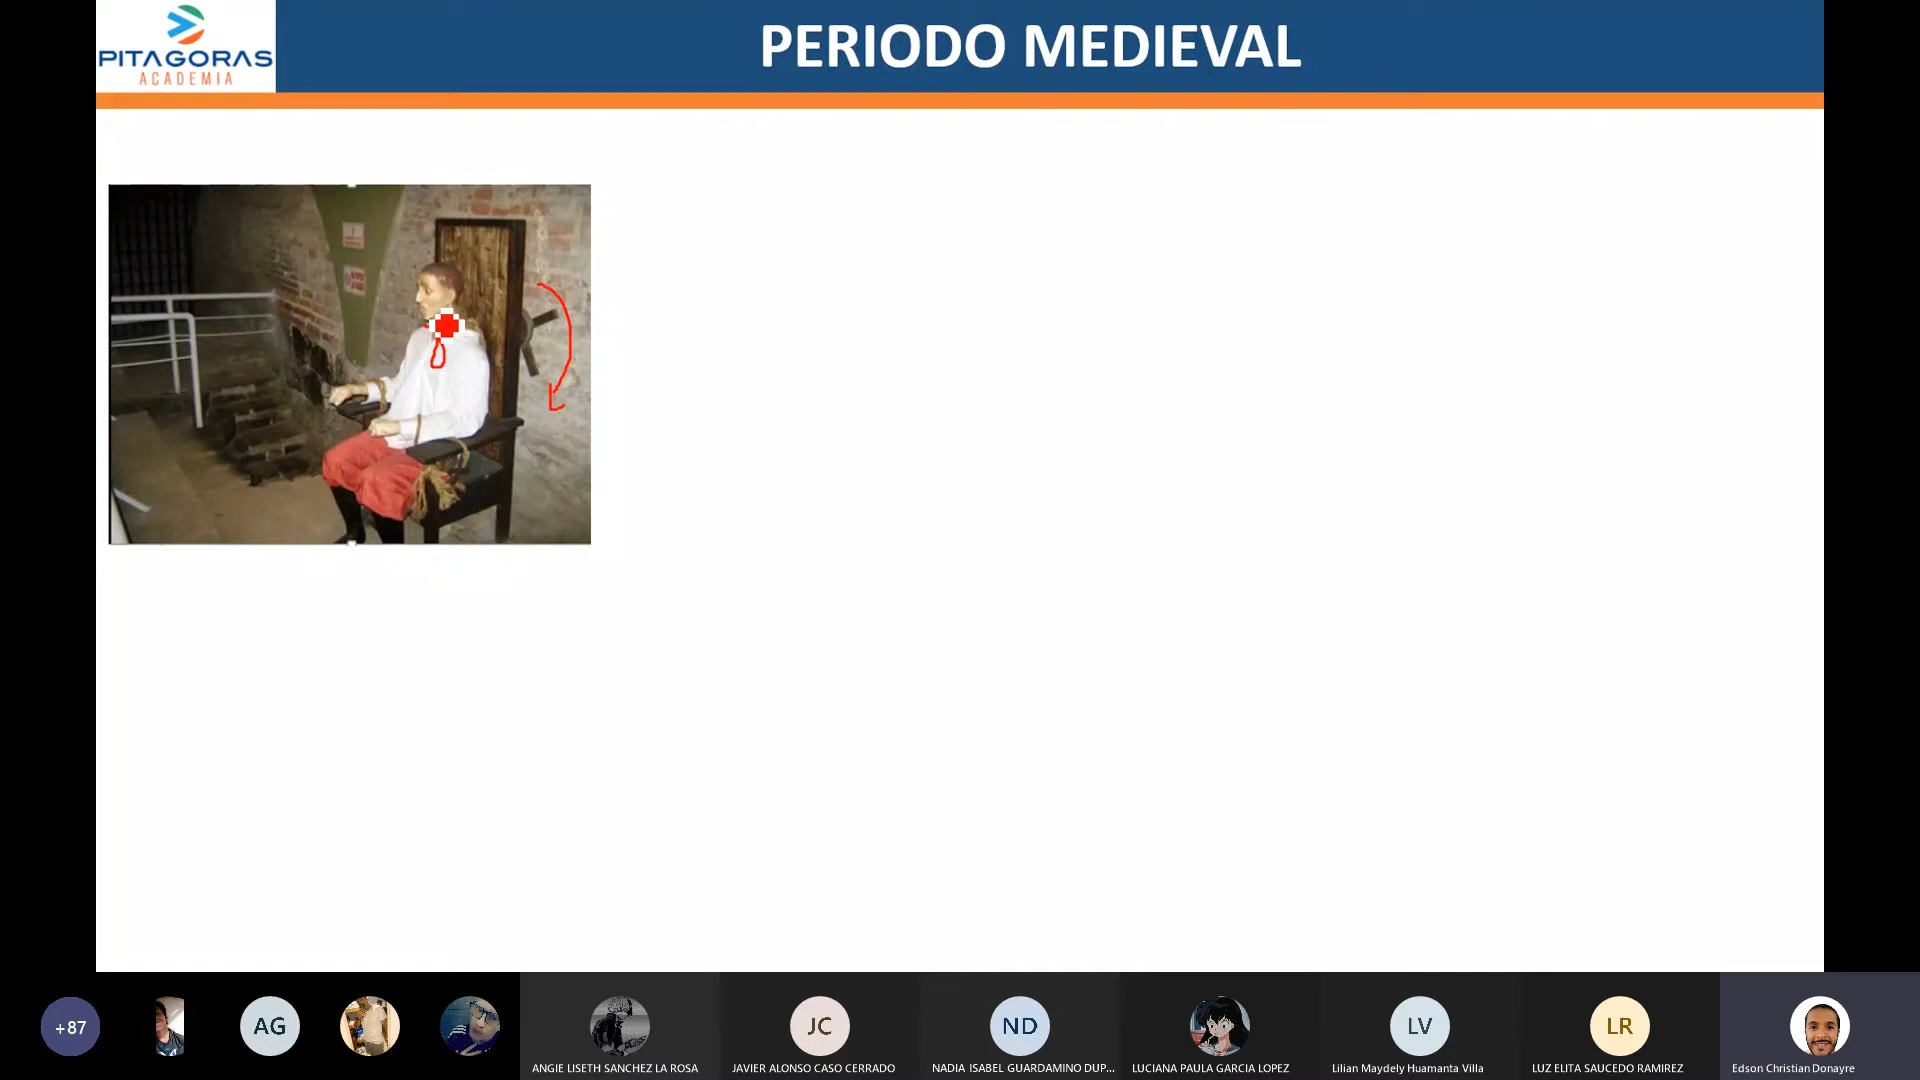 PITAGORAS
ACADEMIA
PERIODO MEDIEVAL
+87
AG
ANGIE LISETH SANCHEZ LA ROSA
JC
JAVIER ALONSO CASO CERRADO
ND
NADIA ISABEL GUARDAMINO DUP...
LUCIANA PAULA GARCIA LOPEZ
LV
Lilian Maydely Huamanta Villa
LR
LUZ ELITA SAUCEDO RAMIREZ
Edson Christian Donayre